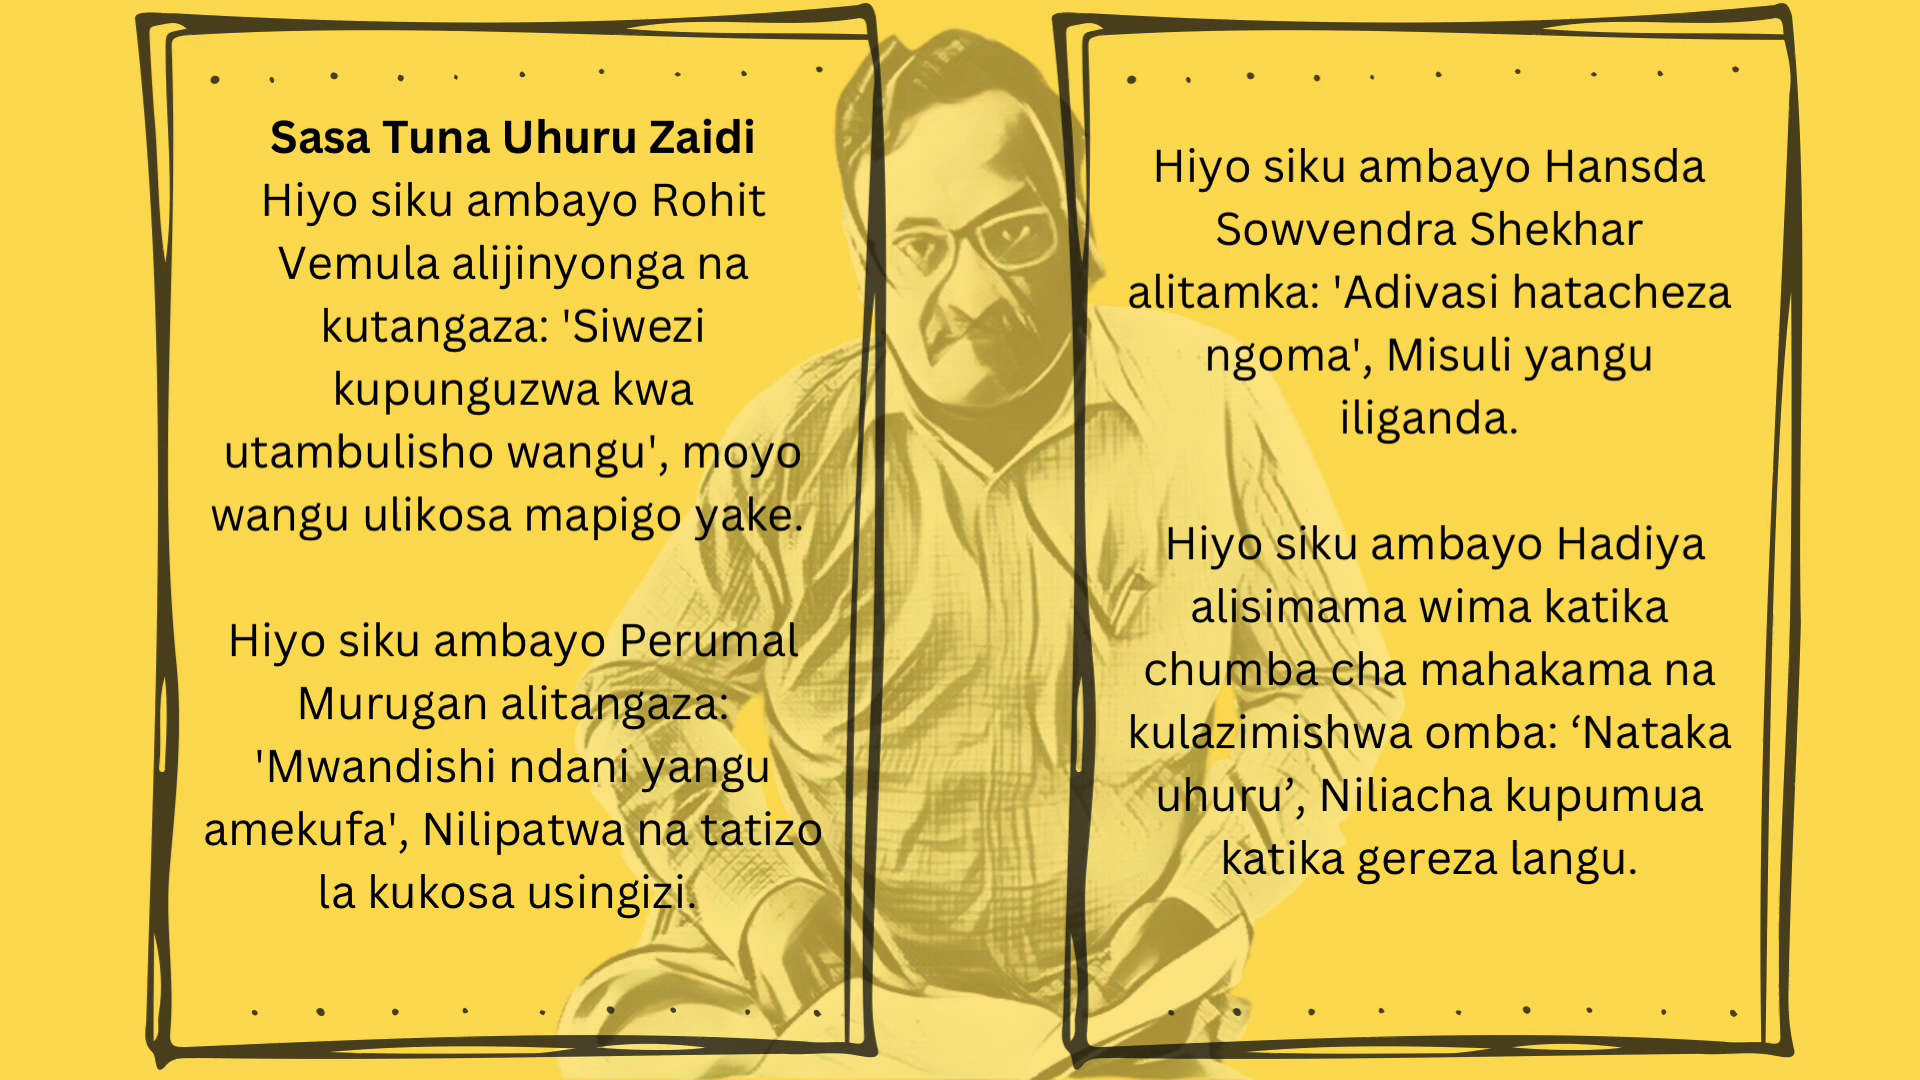 Sasa Tuna Uhuru Zaidi
Hiyo siku ambayo Rohit
Vemula alijinyonga na
kutangaza: 'Siwezi
kupunguzwa kwa
utambulisho wangu', moyo
wangu ulikosa mapigo yake.
Hiyo siku ambayo Perumal
Murugan alitangaza:
'Mwandishi ndani yangu
amekufa', Nilipatwa na tatizo
la kukosa usingizi.
Hiyo siku ambayo Hansda
Sowvendra Shekhar
alitamka: 'Adivasi hatacheza
ngoma', Misuli yangu
iliganda.
Hiyo siku ambayo Hadiya
alisimama wima katika
chumba cha mahakama na
kulazimishwa omba: ‘Nataka
uhuru’, Niliacha kupumua
katika gereza langu.